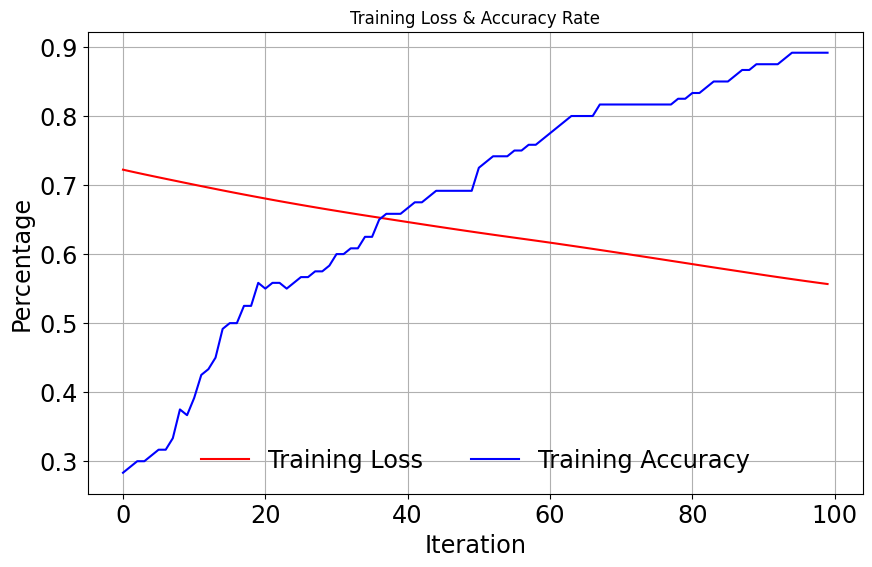 Training Loss & Accuracy Rate
0.9
0.8
0.7
0.6
0.5
0.4
0.3
Percentage
Training Loss
Training Accuracy
0 20 40 60 80 100
Iteration